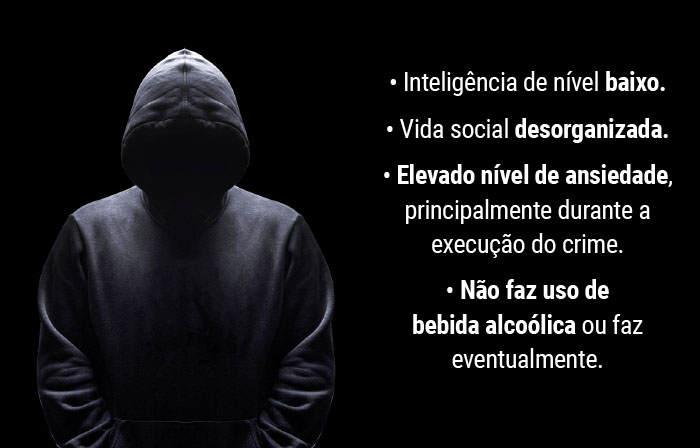 • Inteligência de nível baixo.
• Vida social desorganizada.
• Elevado nível de ansiedade,
principalmente durante a
execução do crime.
• Não faz uso de
bebida alcoólica ou faz
eventualmente.